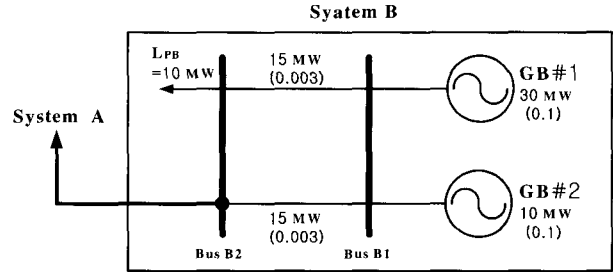 Syatem B
LPB
=10 MW
15 MW
(0.003)
GB#1
30 MW
(0.1)
System A
GB#2
10 MW
(0.1)
15 MW
(0.003)
Bus B2
Bus B1